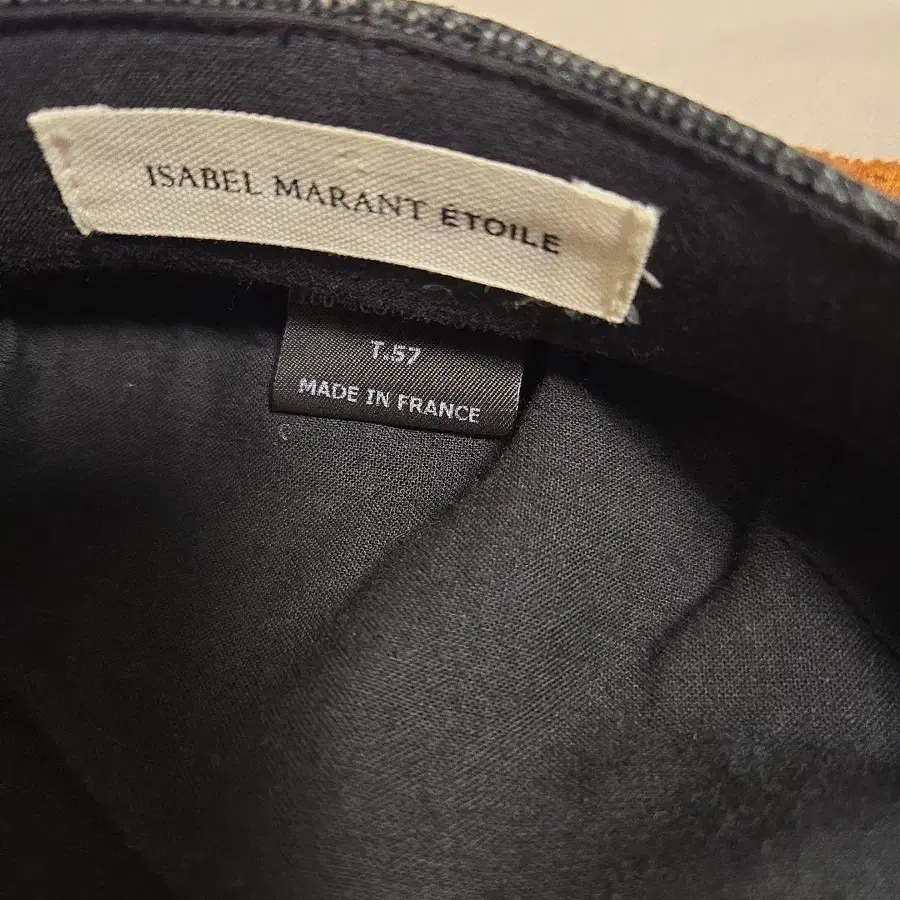 ISABEL MARANT ÉTOILE
T.57
MADE IN FRANCE